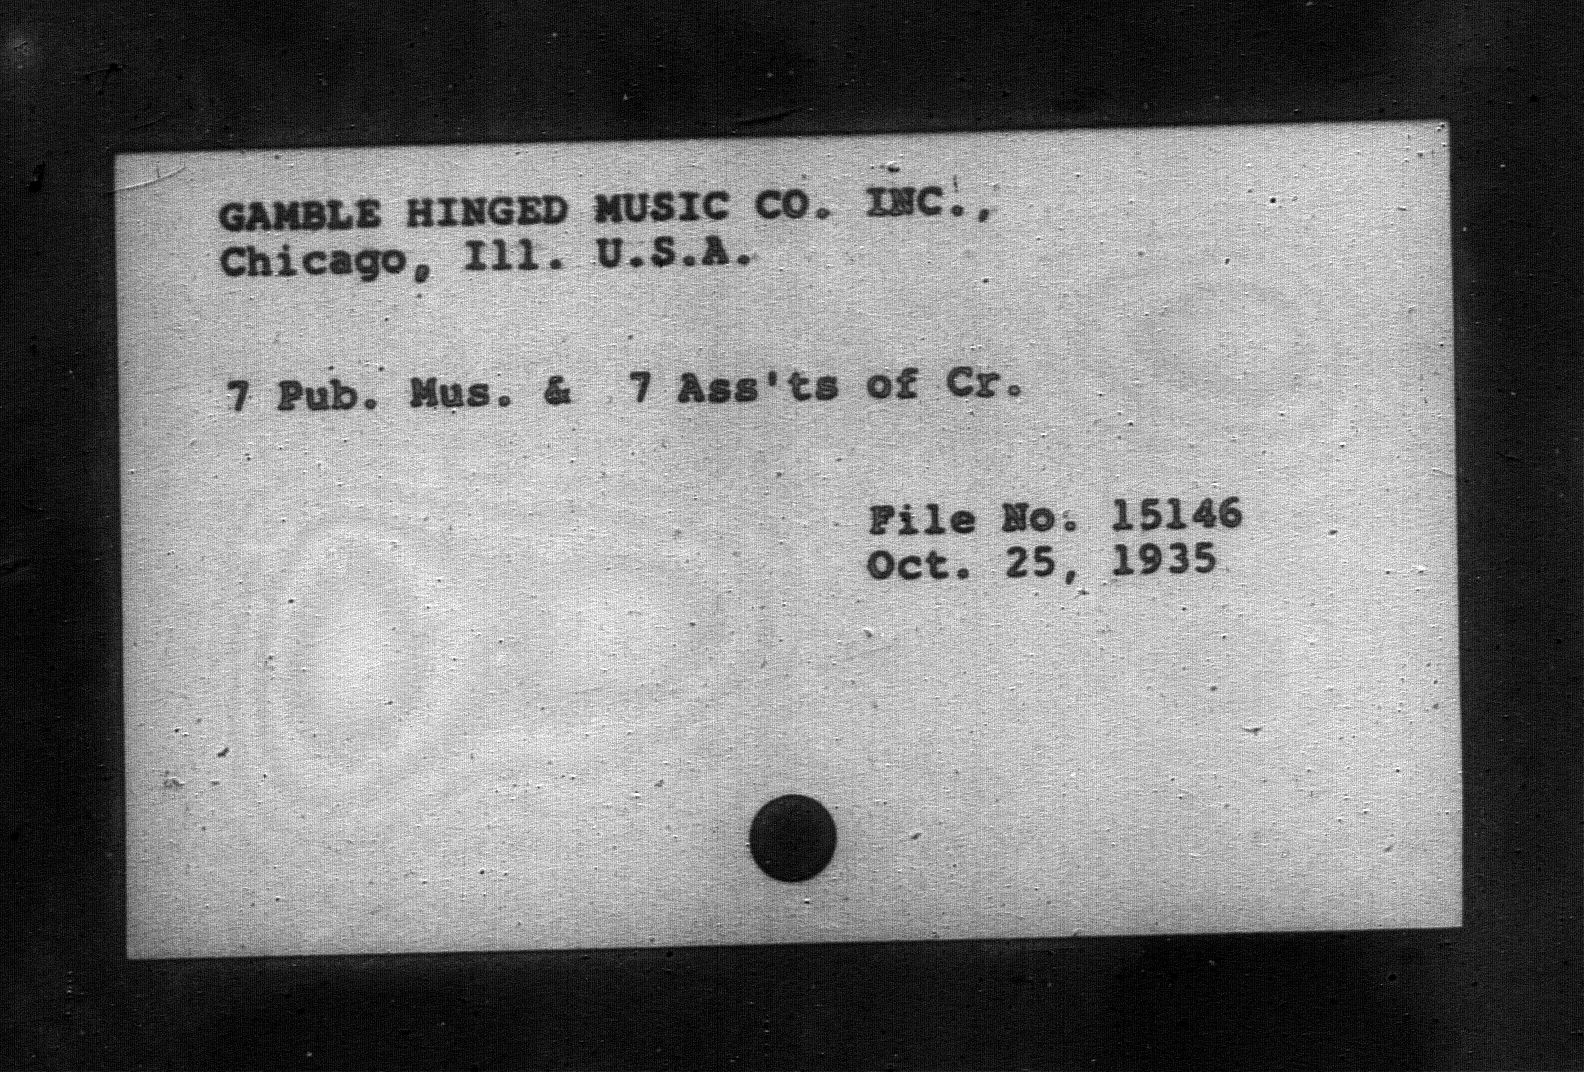 GAMBLE HINGED MUSIC CO. INC.,
Chicago, Ill. U.S.A.
7 Pub. Mus. & 7 Ass'ts of Cr.
File No. 15146
Oct. 25, 1935